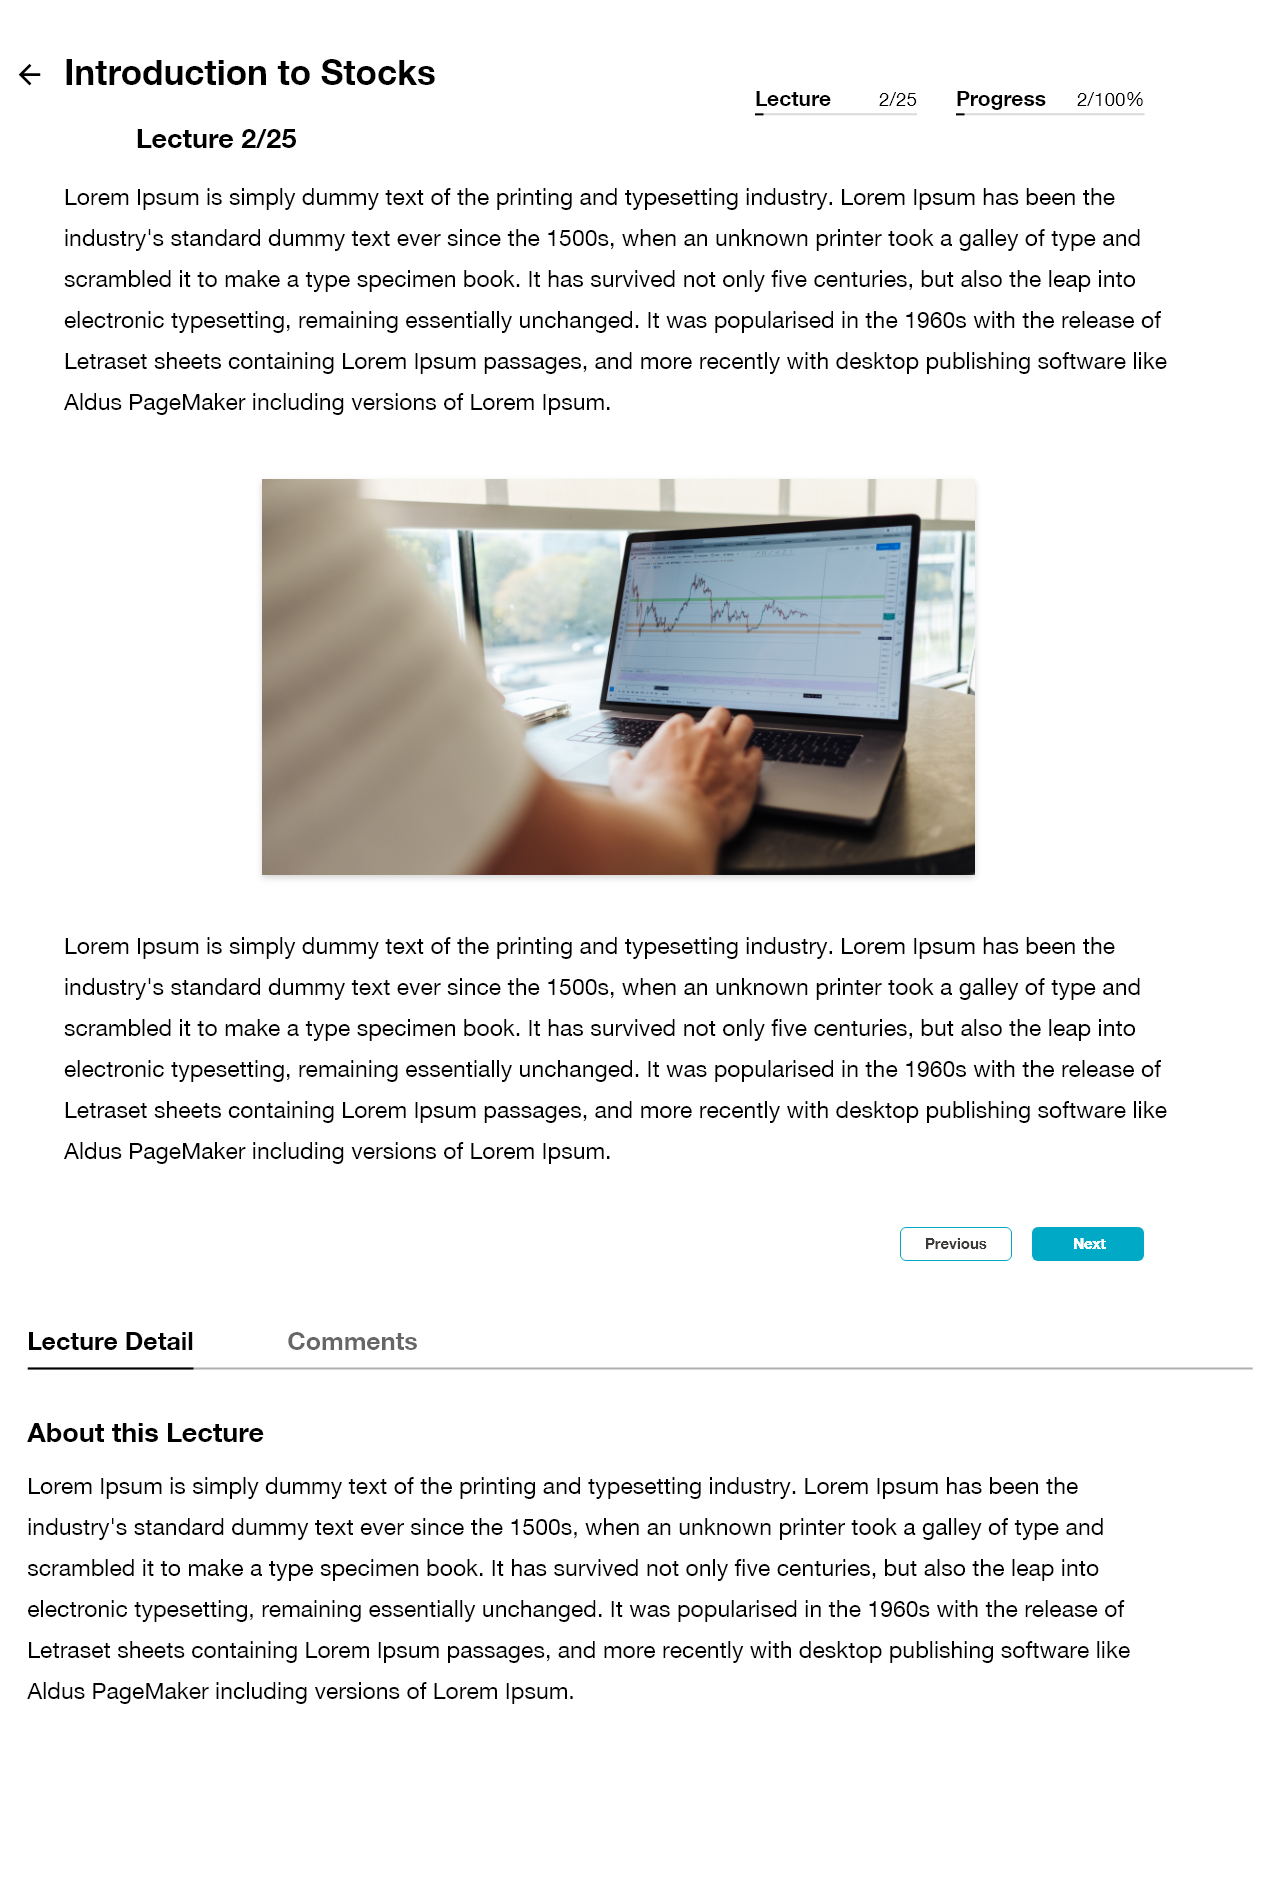 Introduction to Stocks
Lecture 2/25
Progress 2/100%
Lecture 2/25
Lorem Ipsum is simply dummy text of the printing and typesetting industry. Lorem Ipsum has been the
industry's standard dummy text ever since the 1500s, when an unknown printer took a galley of type and
scrambled it to make a type specimen book. It has survived not only five centuries, but also the leap into
electronic typesetting, remaining essentially unchanged. It was popularised in the 1960s with the release of
Letraset sheets containing Lorem Ipsum passages, and more recently with desktop publishing software like
Aldus PageMaker including versions of Lorem Ipsum.
Lorem Ipsum is simply dummy text of the printing and typesetting industry. Lorem Ipsum has been the
industry's standard dummy text ever since the 1500s, when an unknown printer took a galley of type and
scrambled it to make a type specimen book. It has survived not only five centuries, but also the leap into
electronic typesetting, remaining essentially unchanged. It was popularised in the 1960s with the release of
Letraset sheets containing Lorem Ipsum passages, and more recently with desktop publishing software like
Aldus PageMaker including versions of Lorem Ipsum.
Previous Next
Lecture Detail Comments
About this Lecture
Lorem Ipsum is simply dummy text of the printing and typesetting industry. Lorem Ipsum has been the
industry's standard dummy text ever since the 1500s, when an unknown printer took a galley of type and
scrambled it to make a type specimen book. It has survived not only five centuries, but also the leap into
electronic typesetting, remaining essentially unchanged. It was popularised in the 1960s with the release of
Letraset sheets containing Lorem Ipsum passages, and more recently with desktop publishing software like
Aldus PageMaker including versions of Lorem Ipsum.